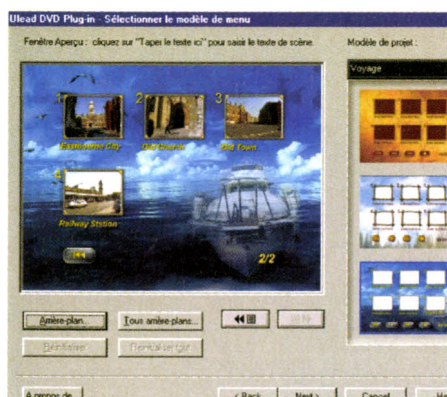 Ulead DVD Plug-in - Sélectionner le modèle de menu
Fenêtre Aperçu : cliquez sur "Taper le texte ici" pour saisir le texte de scène.
Modèle de projet :
Voyage
1
2
3
Eastbourne City
Old Church
Old Town
4
Railway Station
2/2
Arrière-plan...
Tous arrière-plans...
Réinitialiser
Réinitialiser tout
A propos de
< Back
Next >
Cancel